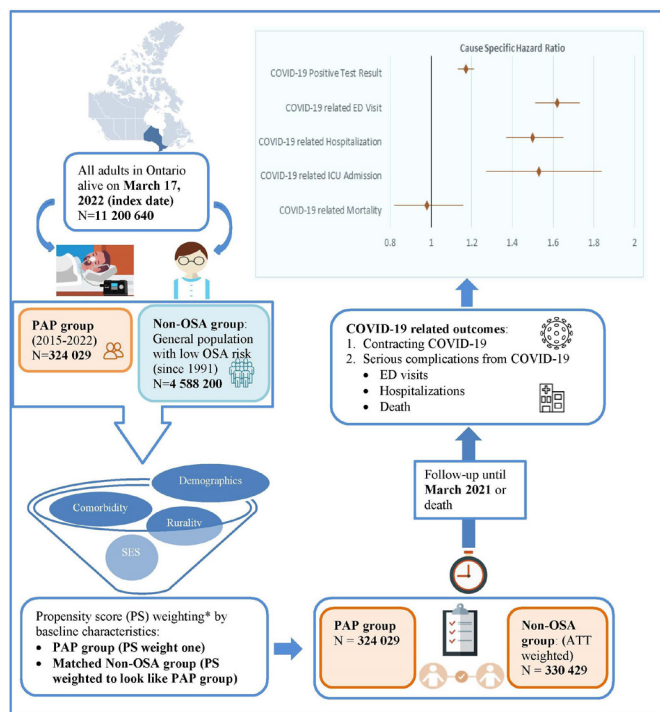 All adults in Ontario
alive on March 17,
2022 (index date)
N=11 200 640
PAP group
(2015-2022)
N=324 029
Non-OSA group:
General population
with low OSA risk
(since 1991)
N=4 588 200
Demographics
Comorbidity
Rurality
SES
Propensity score (PS) weighting* by
baseline characteristics:
• PAP group (PS weight one)
• Matched Non-OSA group (PS
weighted to look like PAP group)
PAP group
N = 324 029
Non-OSA
group: (ATT
weighted)
N = 330 429
Follow-up until
March 2021 or
death
COVID-19 related outcomes:
1. Contracting COVID-19
2. Serious complications from COVID-19
• ED visits
• Hospitalizations
• Death
Cause Specific Hazard Ratio
COVID-19 Positive Test Result
COVID-19 related ED Visit
COVID-19 related Hospitalization
COVID-19 related ICU Admission
COVID-19 related Mortality
0.8 1 1.2 1.4 1.6 1.8 2